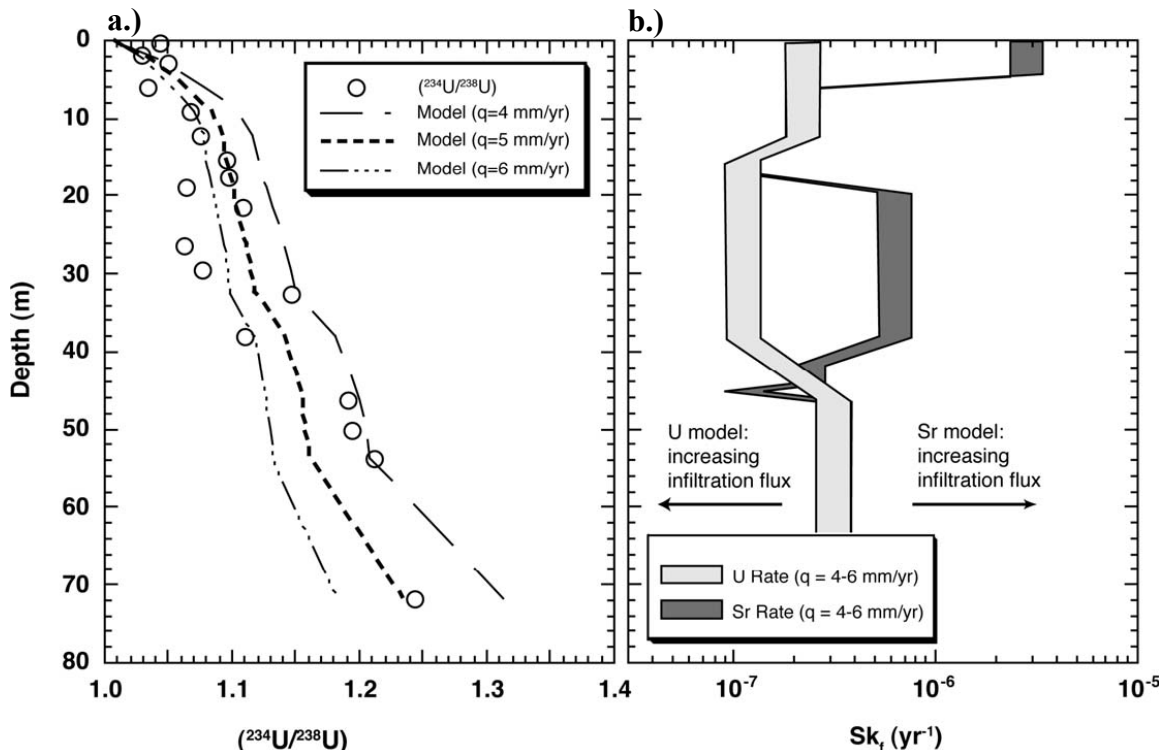 a.)
b.)
0
10
20
30
40
50
60
70
80
Depth (m)
1.0
1.1
1.2
1.3
1.4
(²³⁴U/²³⁸U)
(²³⁴U/²³⁸U)
Model (q=4 mm/yr)
Model (q=5 mm/yr)
Model (q=6 mm/yr)
U model:
increasing
infiltration flux
Sr model:
increasing
infiltration flux
U Rate (q = 4-6 mm/yr)
Sr Rate (q = 4-6 mm/yr)
10⁻⁷
10⁻⁶
10⁻⁵
Skf (yr⁻¹)